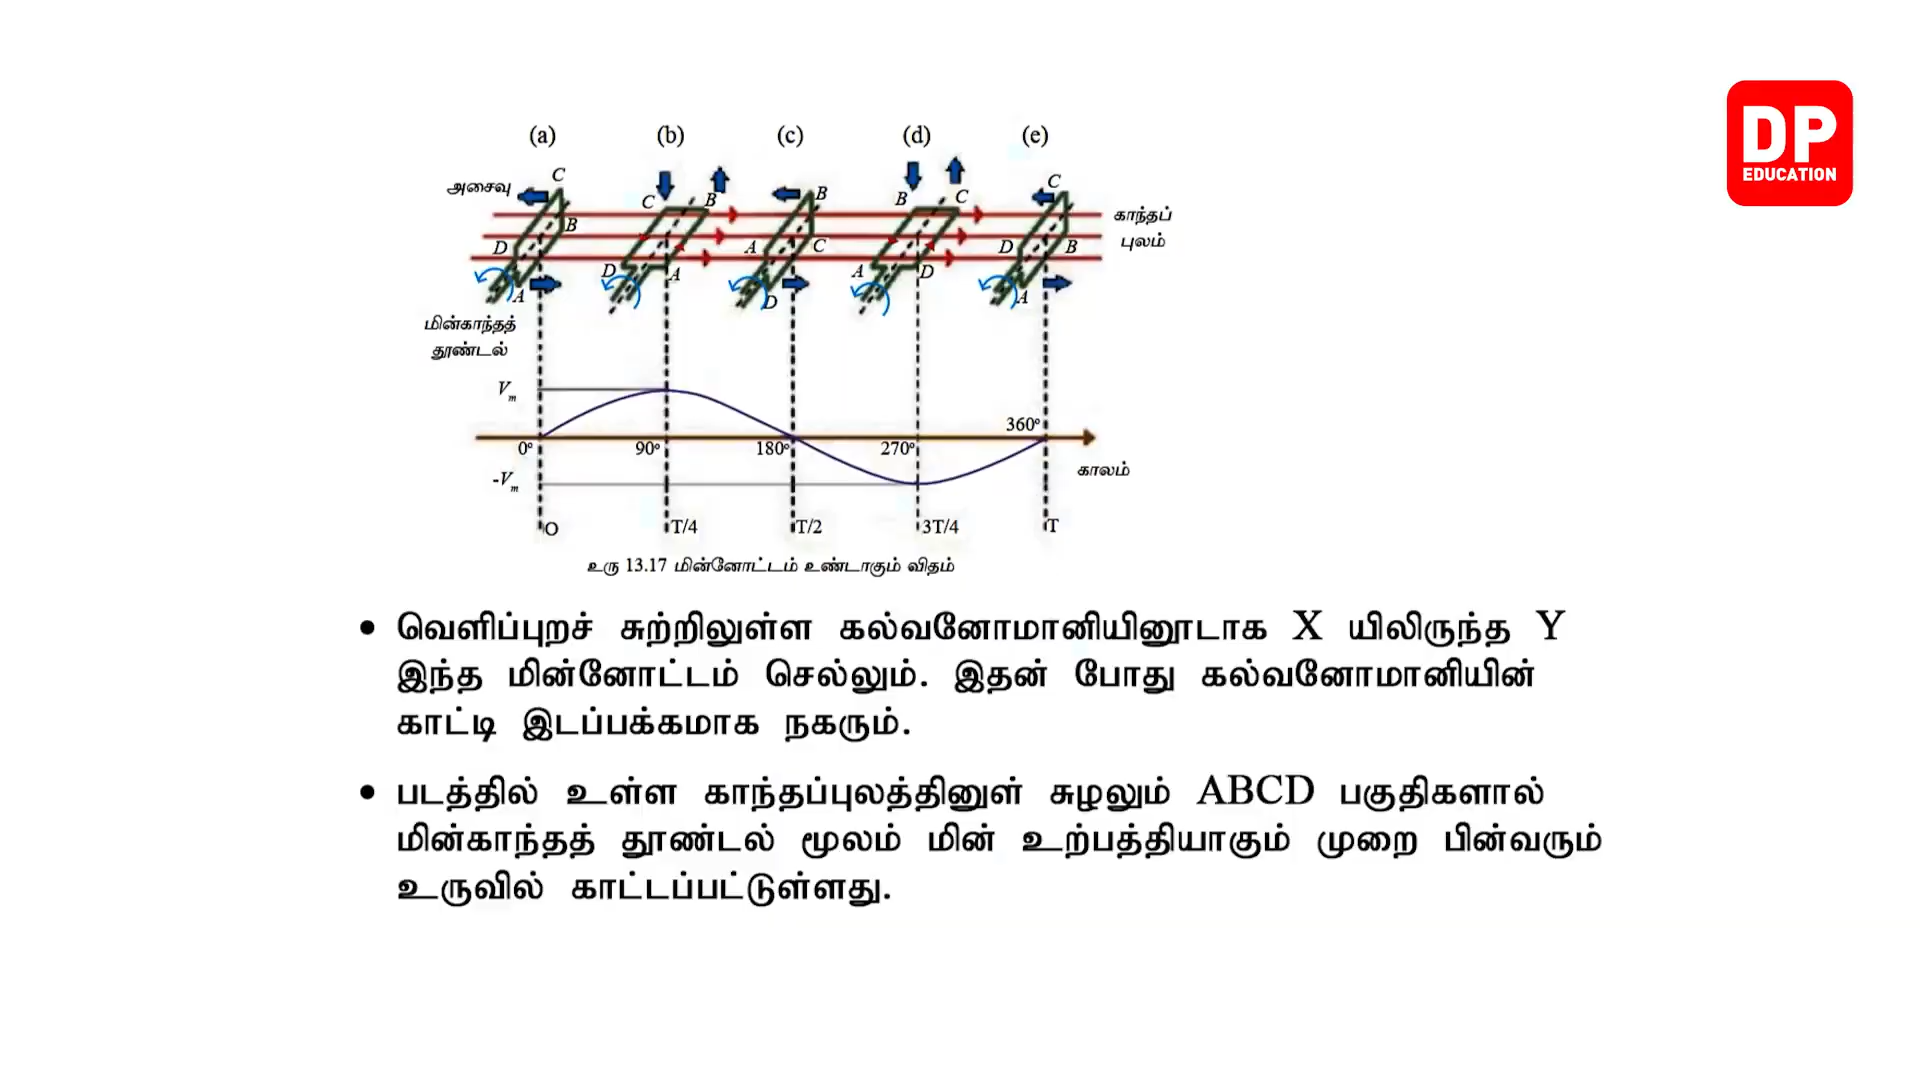 DP
EDUCATION
(a) (b) (c) (d) (e)
அசைவு
C
B
D
A
C B
D A
B
A C
D
B C
A D
C
D B
A
காந்தப்
புலம்
மின்காந்தத்
தூண்டல்
Vm
0° 90° 180° 270° 360°
காலம்
-Vm
O T/4 T/2 3T/4 T
உரு 13.17 மின்னோட்டம் உண்டாகும் விதம்
• வெளிப்புறச் சுற்றிலுள்ள கல்வனோமானியினூடாக X யிலிருந்த Y
இந்த மின்னோட்டம் செல்லும். இதன் போது கல்வனோமானியின்
காட்டி இடப்பக்கமாக நகரும்.
• படத்தில் உள்ள காந்தப்புலத்தினுள் சுழலும் ABCD பகுதிகளால்
மின்காந்தத் தூண்டல் மூலம் மின் உற்பத்தியாகும் முறை பின்வரும்
உருவில் காட்டப்பட்டுள்ளது.